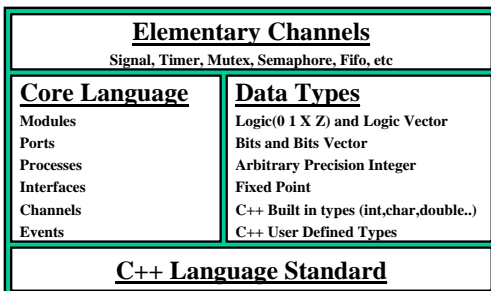 Elementary Channels
Signal, Timer, Mutex, Semaphore, Fifo, etc
Core Language
Modules
Ports
Processes
Interfaces
Channels
Events
Data Types
Logic(0 1 X Z) and Logic Vector
Bits and Bits Vector
Arbitrary Precision Integer
Fixed Point
C++ Built in types (int,char,double..)
C++ User Defined Types
C++ Language Standard